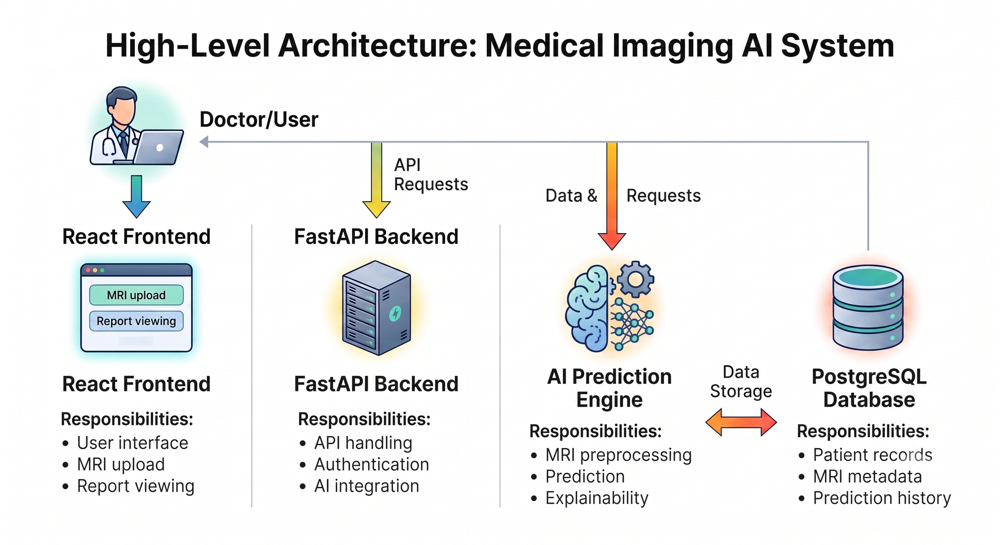 High-Level Architecture: Medical Imaging AI System
Doctor/User
API
Requests
Data & Requests
React Frontend
MRI upload
Report viewing
React Frontend
Responsibilities:
• User interface
• MRI upload
• Report viewing
FastAPI Backend
FastAPI Backend
Responsibilities:
• API handling
• Authentication
• AI integration
AI Prediction
Engine
Responsibilities:
• MRI preprocessing
• Prediction
• Explainability
Data
Storage
PostgreSQL
Database
Responsibilities:
• Patient records
• MRI metadata
• Prediction history